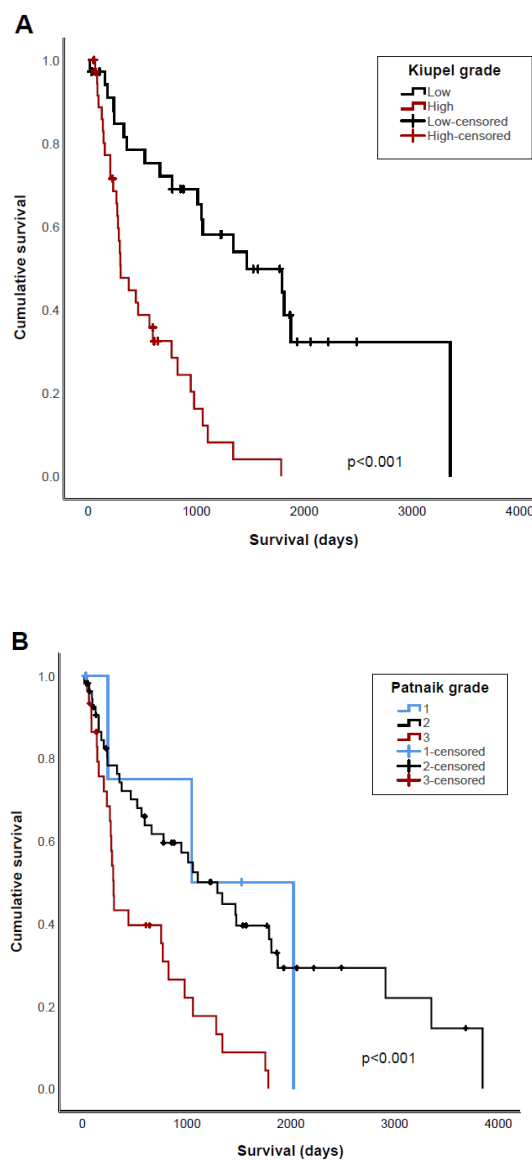 A
Kiupel grade
Low
High
Low-censored
High-censored
Cumulative survival
1.0
0.8
0.6
0.4
0.2
0.0
p<0.001
0 1000 2000 3000 4000
Survival (days)
B
Patnaik grade
1
2
3
1-censored
2-censored
3-censored
Cumulative survival
1.0
0.8
0.6
0.4
0.2
0.0
p<0.001
0 1000 2000 3000 4000
Survival (days)